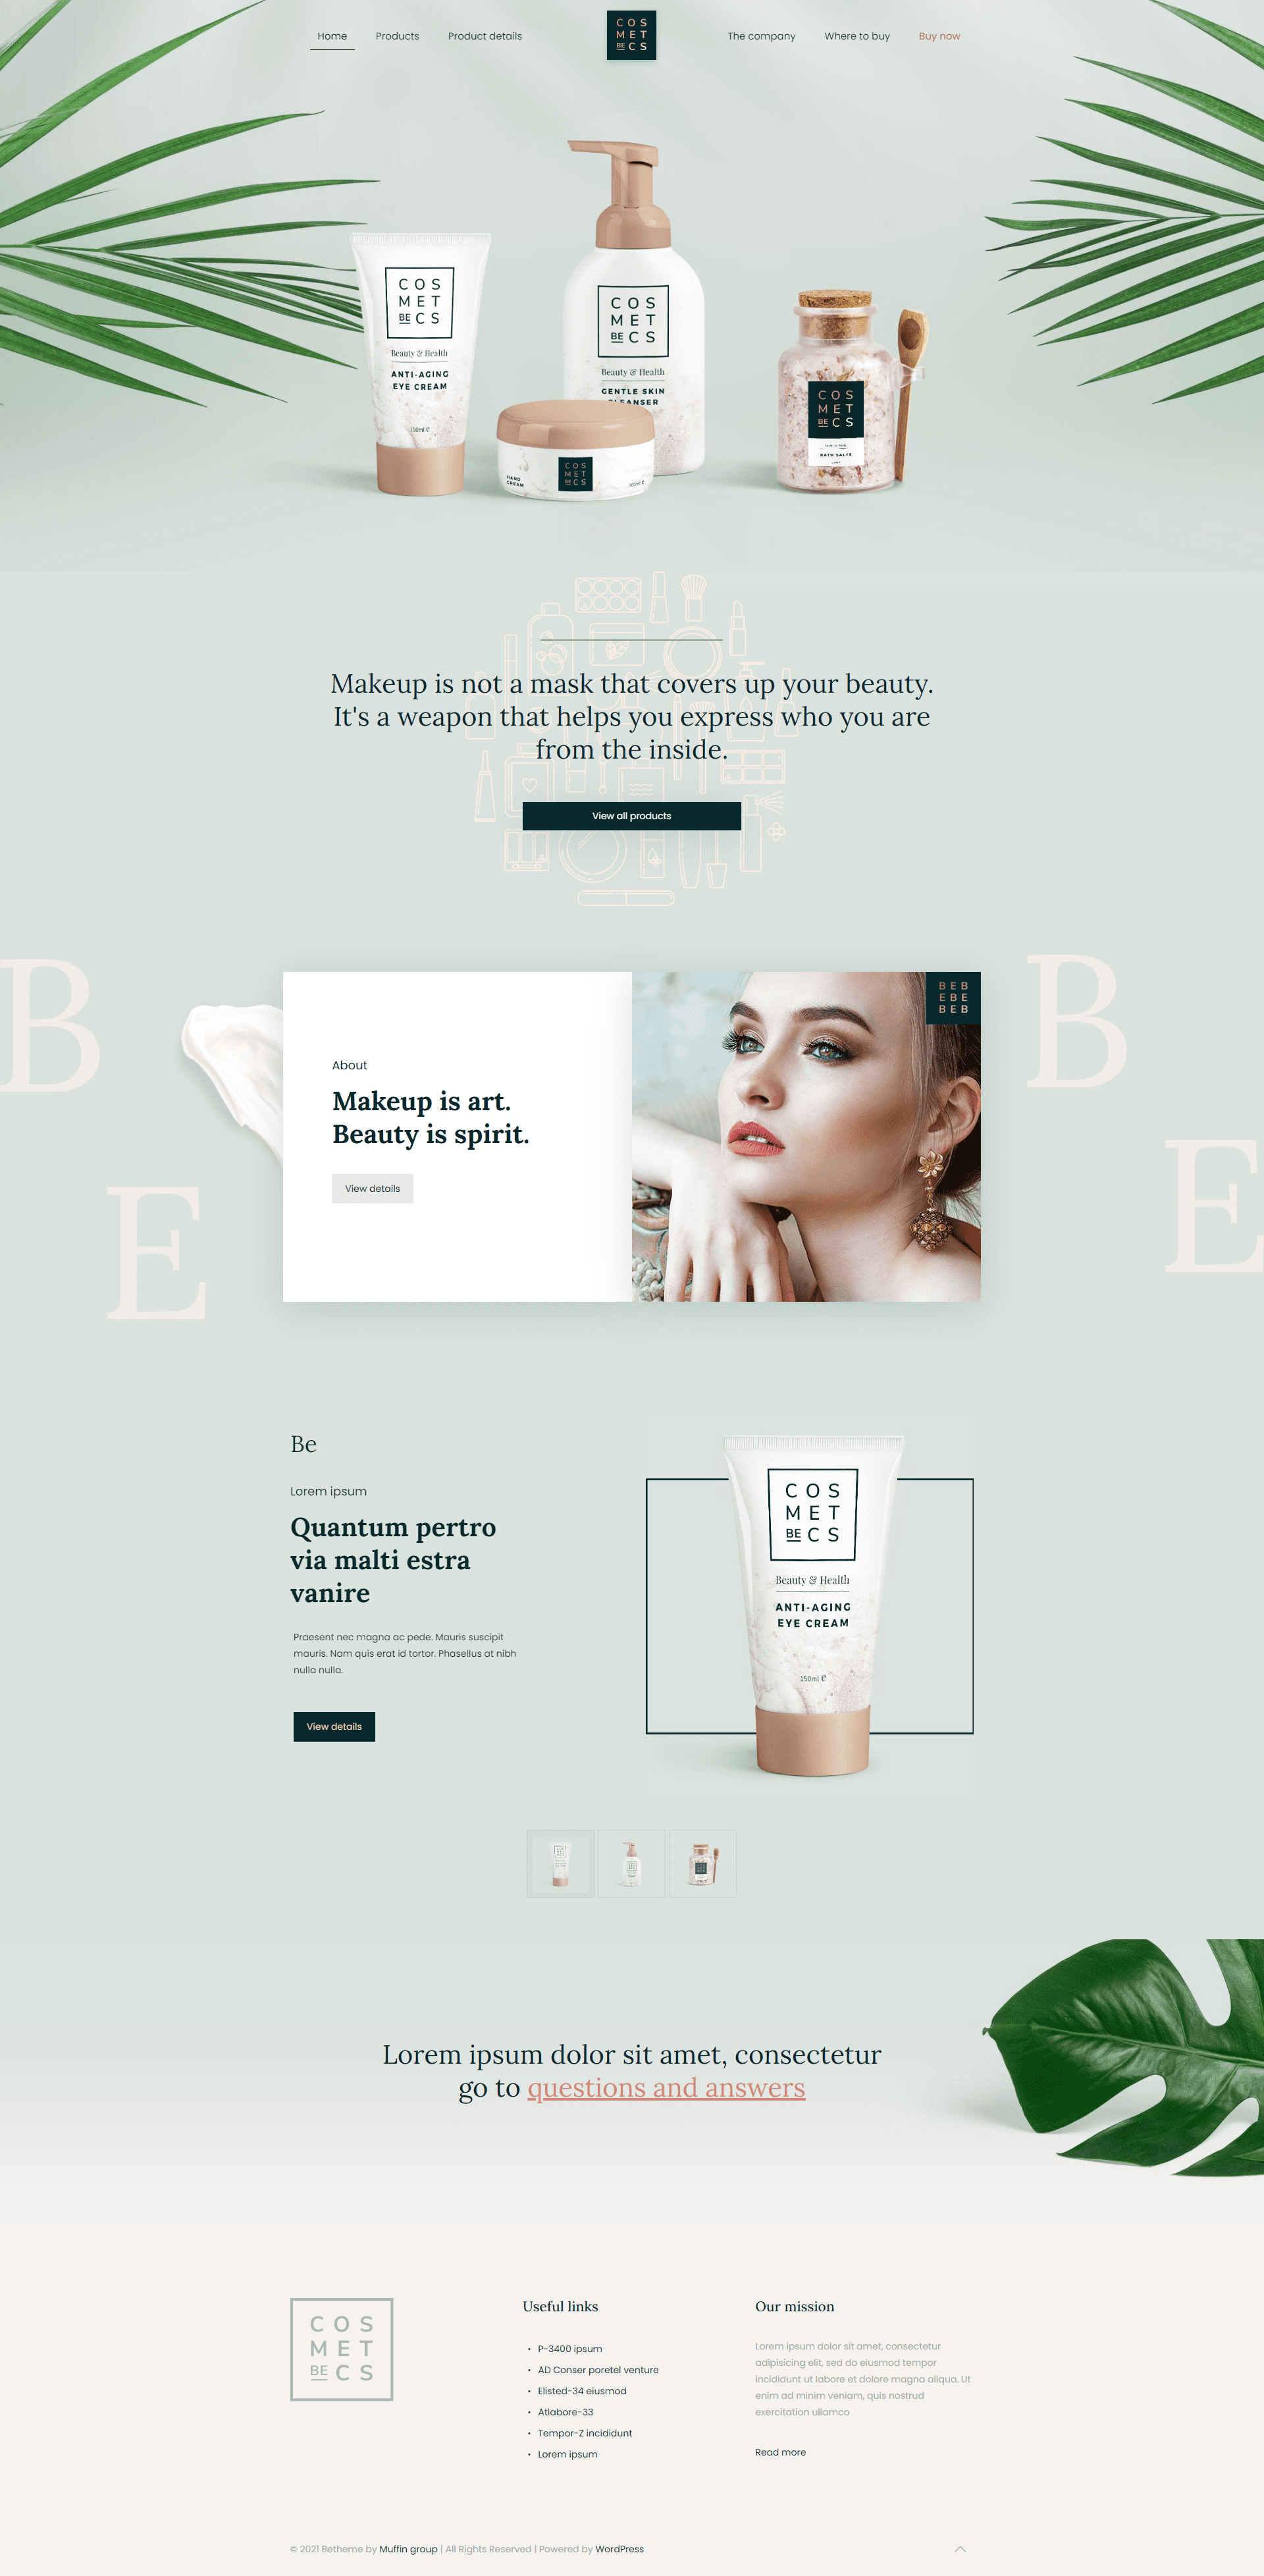 Home Products Product details
COS
MET
BE CS
The company Where to buy Buy now
COS
MET
BE CS
Beauty & Health
ANTI-AGING
EYE CREAM
150ml e
COS
MET
BE CS
Beauty & Health
GENTLE SKIN
CLEANSER
HAND
CREAM
COS
MET
BE CS
COS
MET
BE CS
BATH SALTS
Makeup is not a mask that covers up your beauty.
It's a weapon that helps you express who you are
from the inside.
View all products
B
E
About
Makeup is art.
Beauty is spirit.
View details
BEB
EBE
BEB
B
E
Be
Lorem ipsum
Quantum pertro
via malti estra
vanire
Praesent nec magna ac pede. Mauris suscipit
mauris. Nam quis erat id tortor. Phasellus at nibh
nulla nulla.
View details
COS
MET
BE CS
Beauty & Health
ANTI-AGING
EYE CREAM
150ml e
Lorem ipsum dolor sit amet, consectetur
go to questions and answers
COS
MET
BE CS
Useful links
• P-3400 ipsum
• AD Conser poretel venture
• Elisted-34 eiusmod
• Atlabore-33
• Tempor-Z incididunt
• Lorem ipsum
Our mission
Lorem ipsum dolor sit amet, consectetur
adipisicing elit, sed do eiusmod tempor
incididunt ut labore et dolore magna aliqua. Ut
enim ad minim veniam, quis nostrud
exercitation ullamco
Read more
© 2021 Betheme by Muffin group | All Rights Reserved | Powered by WordPress